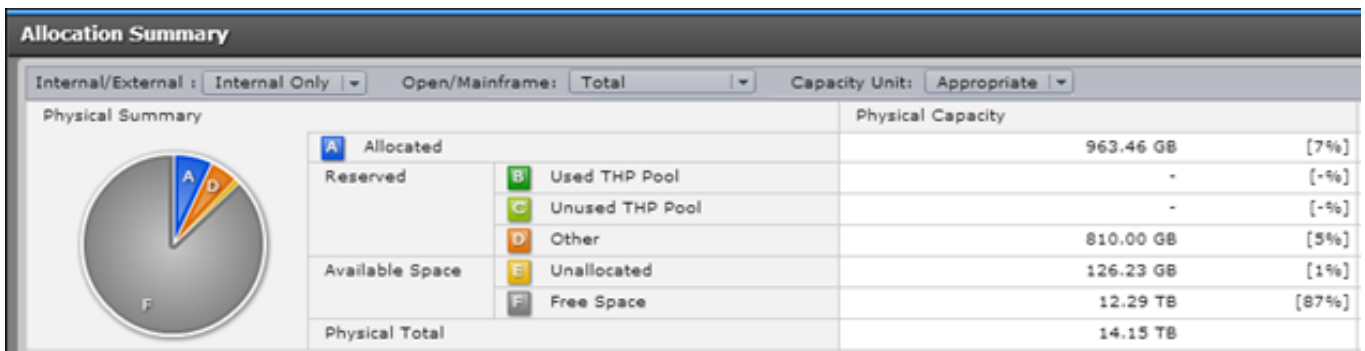 Allocation Summary
Internal/External : Internal Only Open/Mainframe: Total Capacity Unit: Appropriate
Physical Summary Physical Capacity
A Allocated 963.46 GB [7%]
Reserved B Used THP Pool - [-%]
C Unused THP Pool - [-%]
D Other 810.00 GB [5%]
Available Space E Unallocated 126.23 GB [1%]
F Free Space 12.29 TB [87%]
Physical Total 14.15 TB
A
D
F